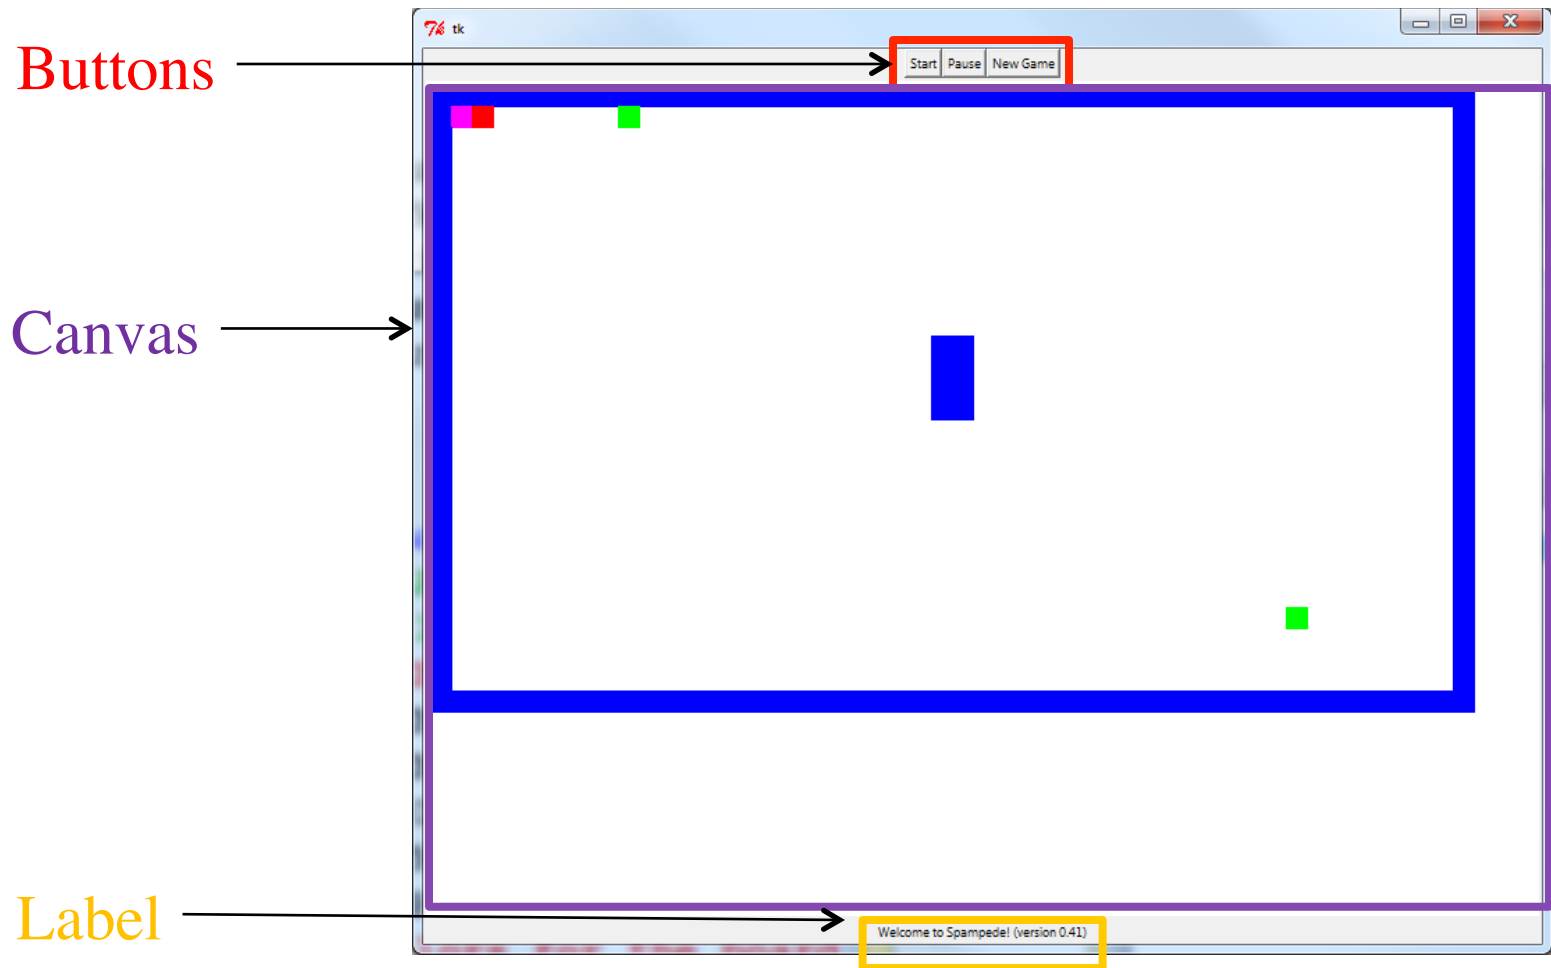 tk
Buttons
Start Pause New Game
Canvas
Label
Welcome to Spampede! (version 0.41)